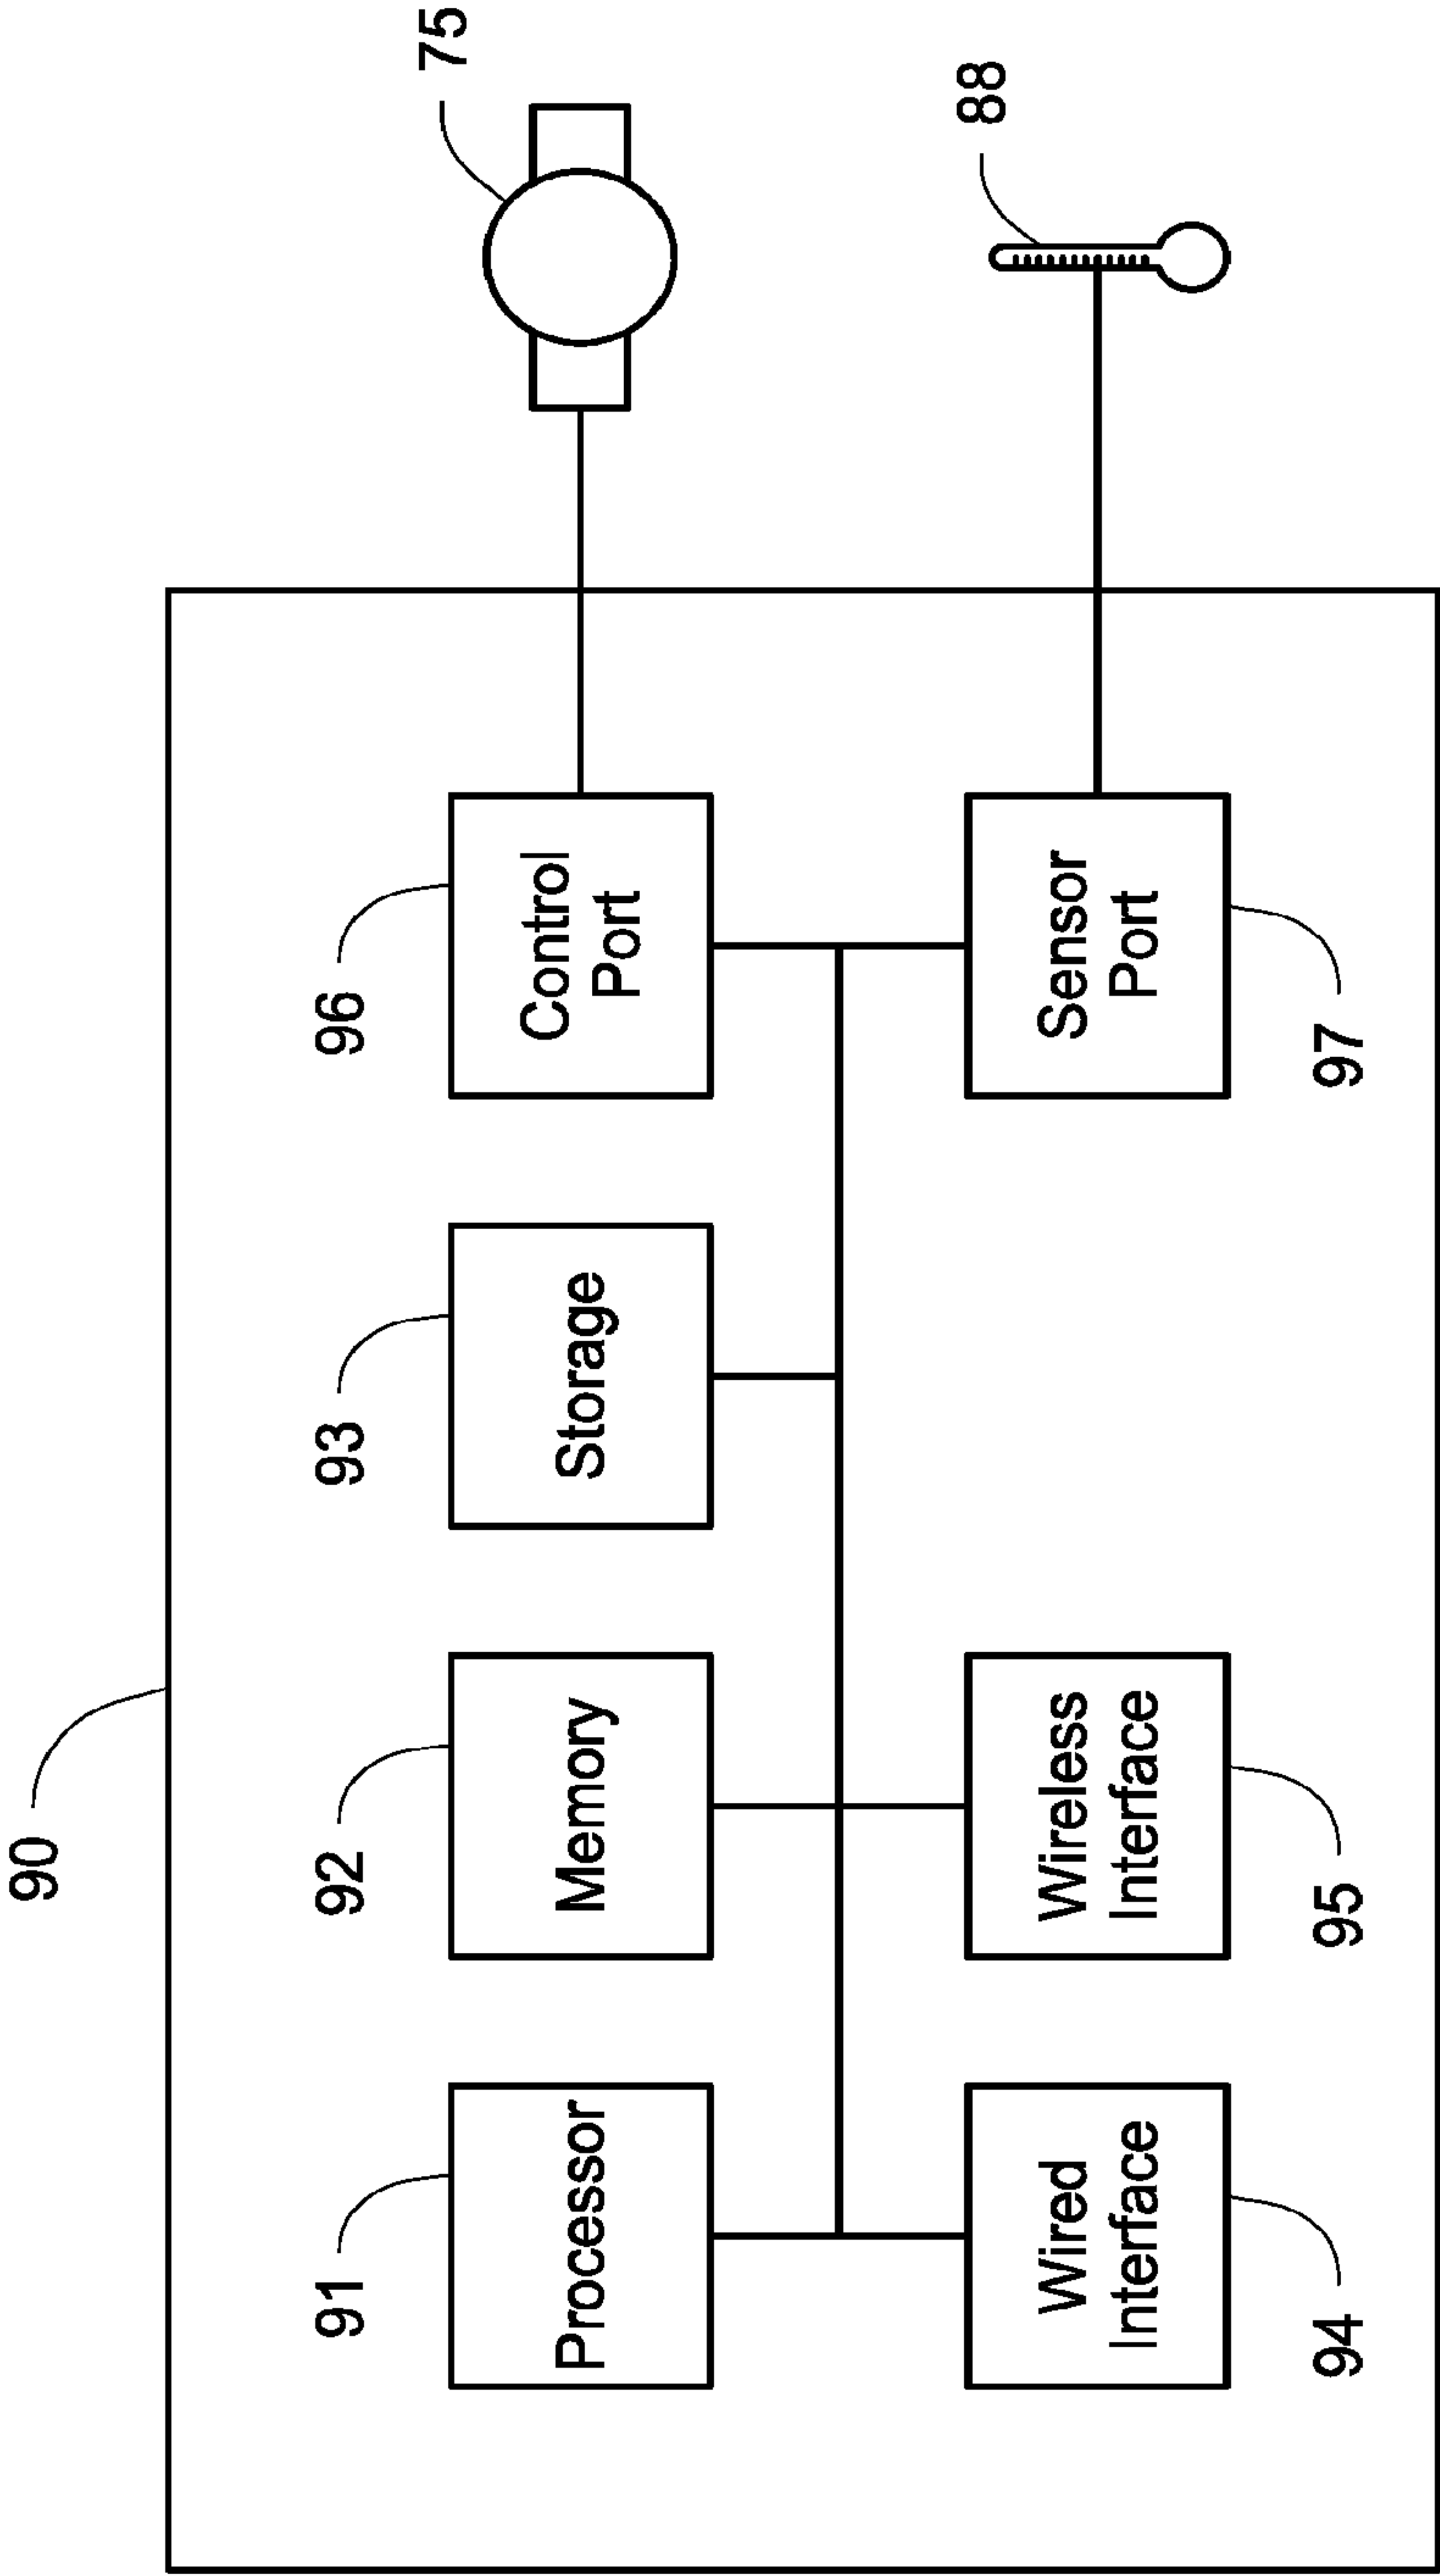 90
91
92
93
96
75
Processor
Memory
Storage
Control
Port
88
Wired
Interface
Wireless
Interface
Sensor
Port
94
95
97